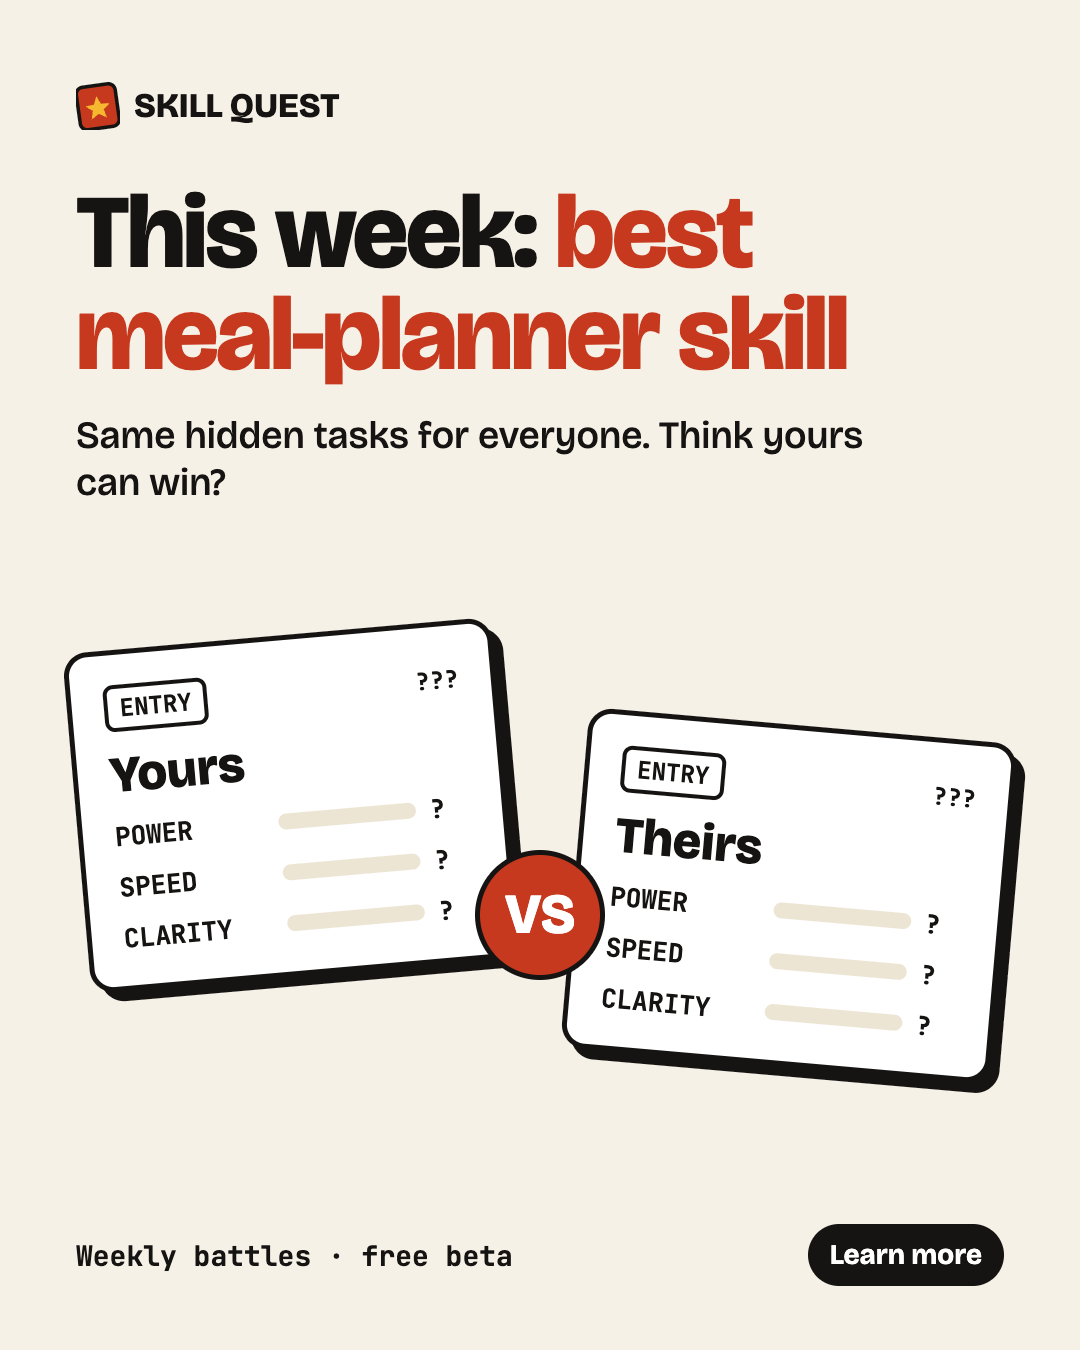 SKILL QUEST
This week: best
meal-planner skill
Same hidden tasks for everyone. Think yours
can win?
ENTRY
???
Yours
POWER ?
SPEED ?
CLARITY ?
VS
ENTRY
???
Theirs
POWER ?
SPEED ?
CLARITY ?
Weekly battles · free beta
Learn more